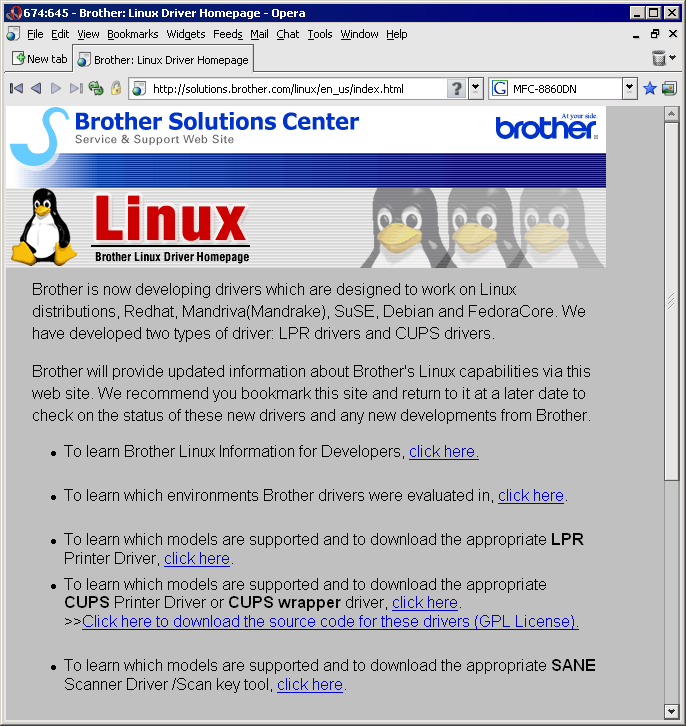 674:645 - Brother: Linux Driver Homepage - Opera
File Edit View Bookmarks Widgets Feeds Mail Chat Tools Window Help
New tab Brother: Linux Driver Homepage
http://solutions.brother.com/linux/en_us/index.html ? G MFC-8860DN
Brother Solutions Center
Service & Support Web Site
At your side.
brother
Linux
Brother Linux Driver Homepage
Brother is now developing drivers which are designed to work on Linux
distributions, Redhat, Mandriva(Mandrake), SuSE, Debian and FedoraCore. We
have developed two types of driver: LPR drivers and CUPS drivers.
Brother will provide updated information about Brother's Linux capabilities via this
web site. We recommend you bookmark this site and return to it at a later date to
check on the status of these new drivers and any new developments from Brother.
• To learn Brother Linux Information for Developers, click here.
• To learn which environments Brother drivers were evaluated in, click here.
• To learn which models are supported and to download the appropriate LPR
Printer Driver, click here.
• To learn which models are supported and to download the appropriate
CUPS Printer Driver or CUPS wrapper driver, click here.
>>Click here to download the source code for these drivers (GPL License).
• To learn which models are supported and to download the appropriate SANE
Scanner Driver /Scan key tool, click here.